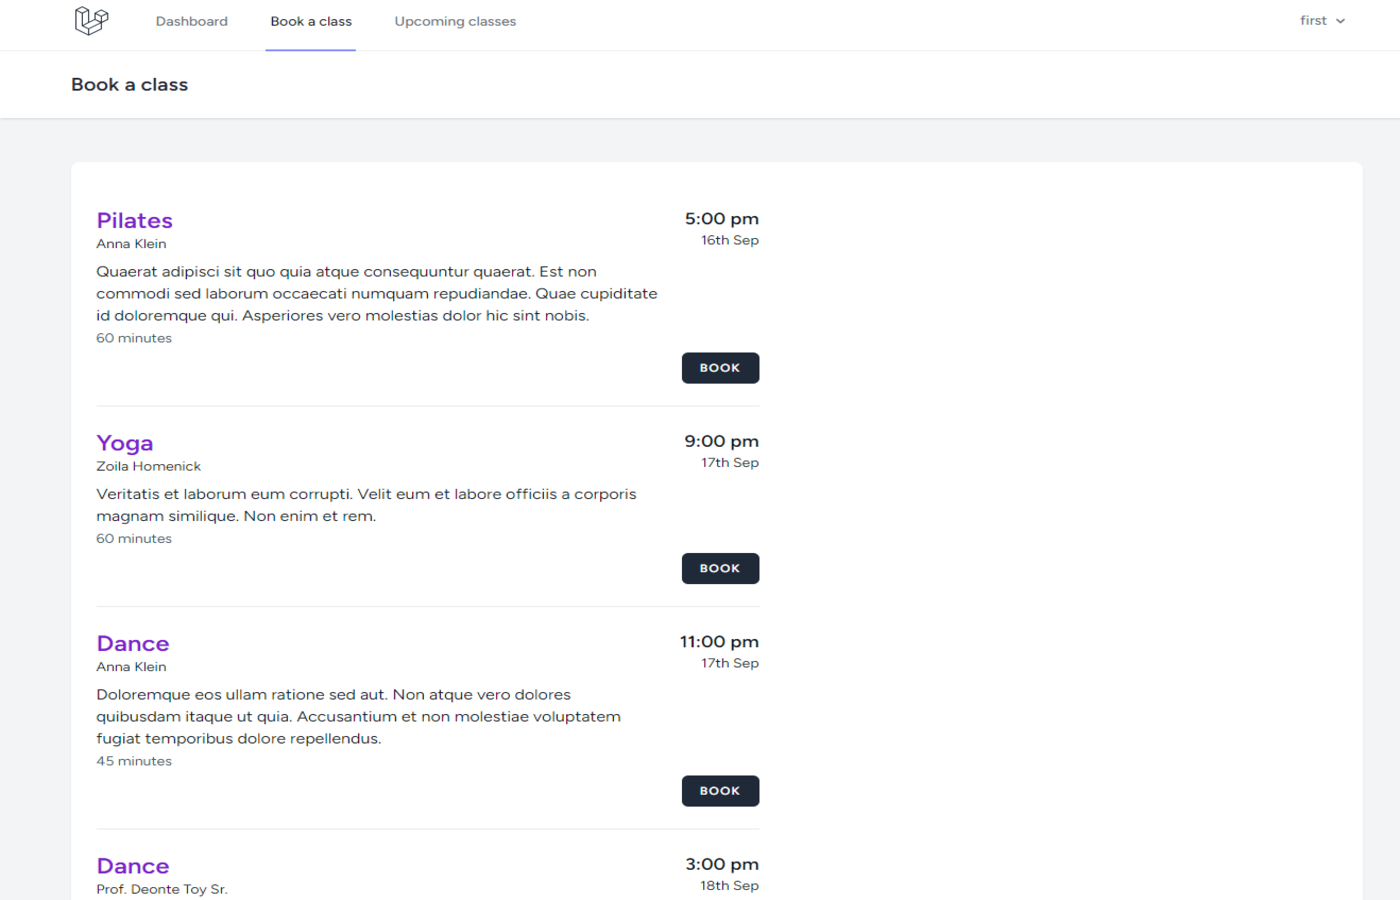 Dashboard Book a class Upcoming classes first
Book a class
Pilates 5:00 pm
Anna Klein 16th Sep
Quaerat adipisci sit quo quia atque consequuntur quaerat. Est non
commodi sed laborum occaecati numquam repudiandae. Quae cupiditate
id doloremque qui. Asperiores vero molestias dolor hic sint nobis.
60 minutes
BOOK
Yoga 9:00 pm
Zoila Homenick 17th Sep
Veritatis et laborum eum corrupti. Velit eum et labore officiis a corporis
magnam similique. Non enim et rem.
60 minutes
BOOK
Dance 11:00 pm
Anna Klein 17th Sep
Doloremque eos ullam ratione sed aut. Non atque vero dolores
quibusdam itaque ut quia. Accusantium et non molestiae voluptatem
fugiat temporibus dolore repellendus.
45 minutes
BOOK
Dance 3:00 pm
Prof. Deonte Toy Sr. 18th Sep